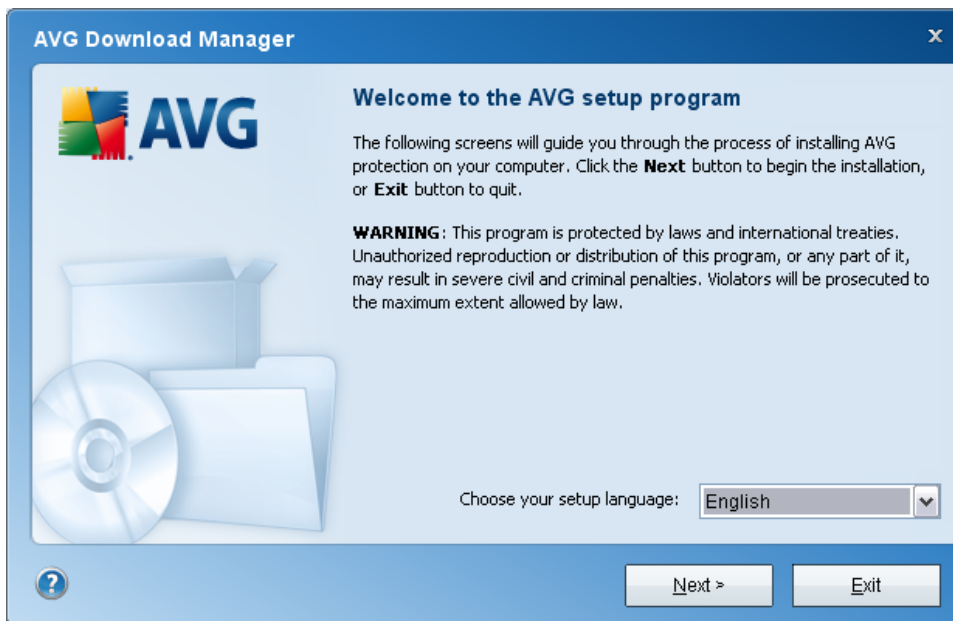 AVG Download Manager
x
AVG
Welcome to the AVG setup program
The following screens will guide you through the process of installing AVG
protection on your computer. Click the Next button to begin the installation,
or Exit button to quit.
WARNING: This program is protected by laws and international treaties.
Unauthorized reproduction or distribution of this program, or any part of it,
may result in severe civil and criminal penalties. Violators will be prosecuted to
the maximum extent allowed by law.
Choose your setup language: English
? Next > Exit